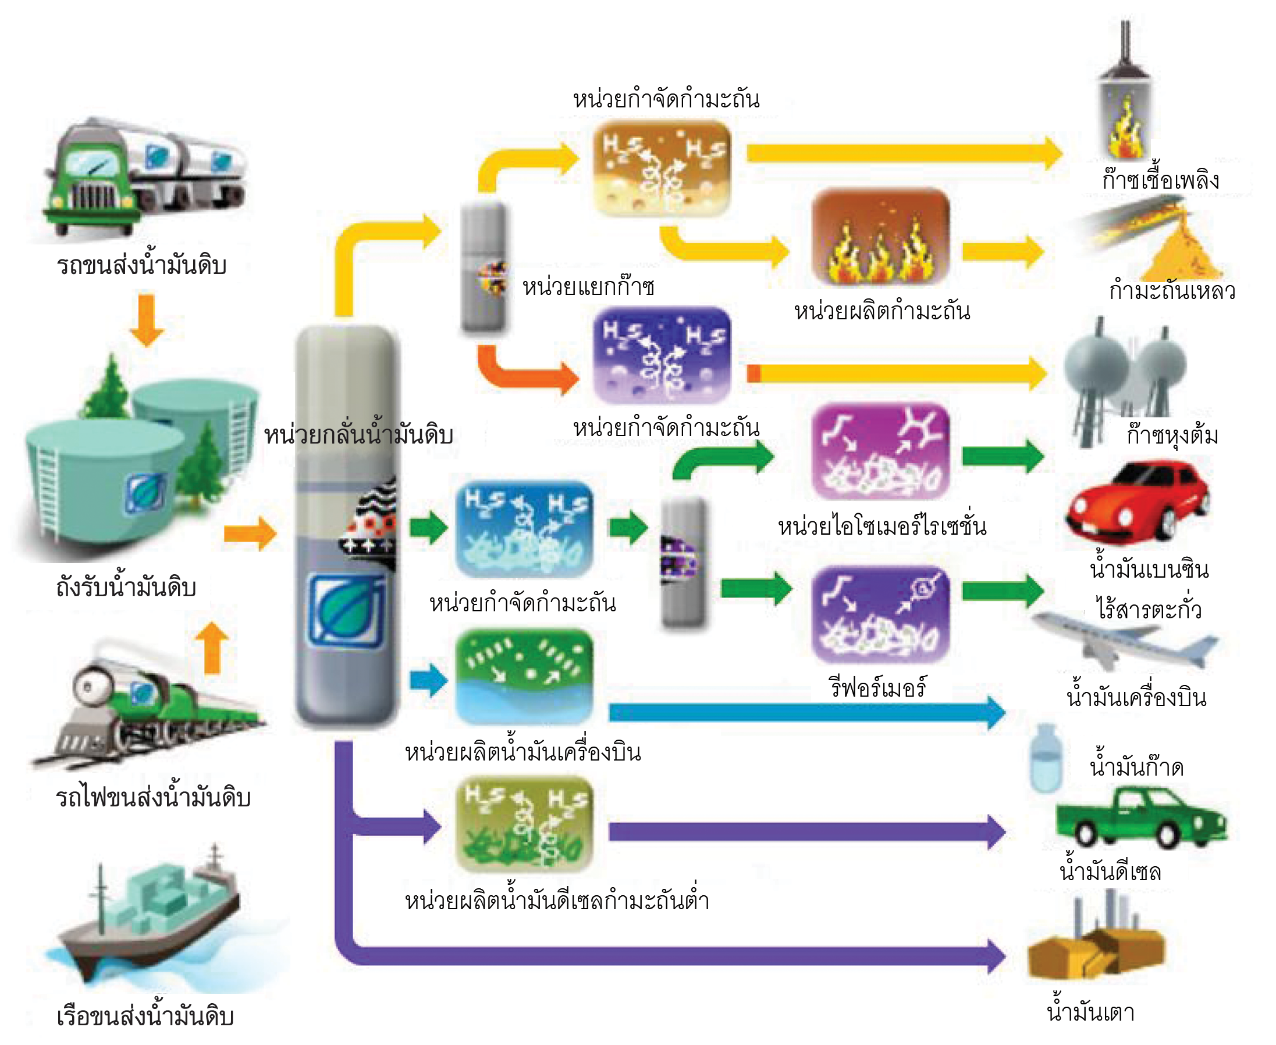 หน่วยกำจัดกำมะถัน
H₂S H₂S
ก๊าซเชื้อเพลิง
รถขนส่งน้ำมันดิบ
หน่วยแยกก๊าซ
หน่วยผลิตกำมะถัน
กำมะถันเหลว
H₂S H₂S
หน่วยกำจัดกำมะถัน
หน่วยกลั่นน้ำมันดิบ
ก๊าซหุงต้ม
H₂S H₂S
หน่วยไอโซเมอร์ไรเซชั่น
ถังรับน้ำมันดิบ
หน่วยกำจัดกำมะถัน
น้ำมันเบนซิน
ไร้สารตะกั่ว
รีฟอร์เมอร์
น้ำมันเครื่องบิน
หน่วยผลิตน้ำมันเครื่องบิน
น้ำมันก๊าด
รถไฟขนส่งน้ำมันดิบ
H₂S H₂S
น้ำมันดีเซล
หน่วยผลิตน้ำมันดีเซลกำมะถันต่ำ
เรือขนส่งน้ำมันดิบ
น้ำมันเตา